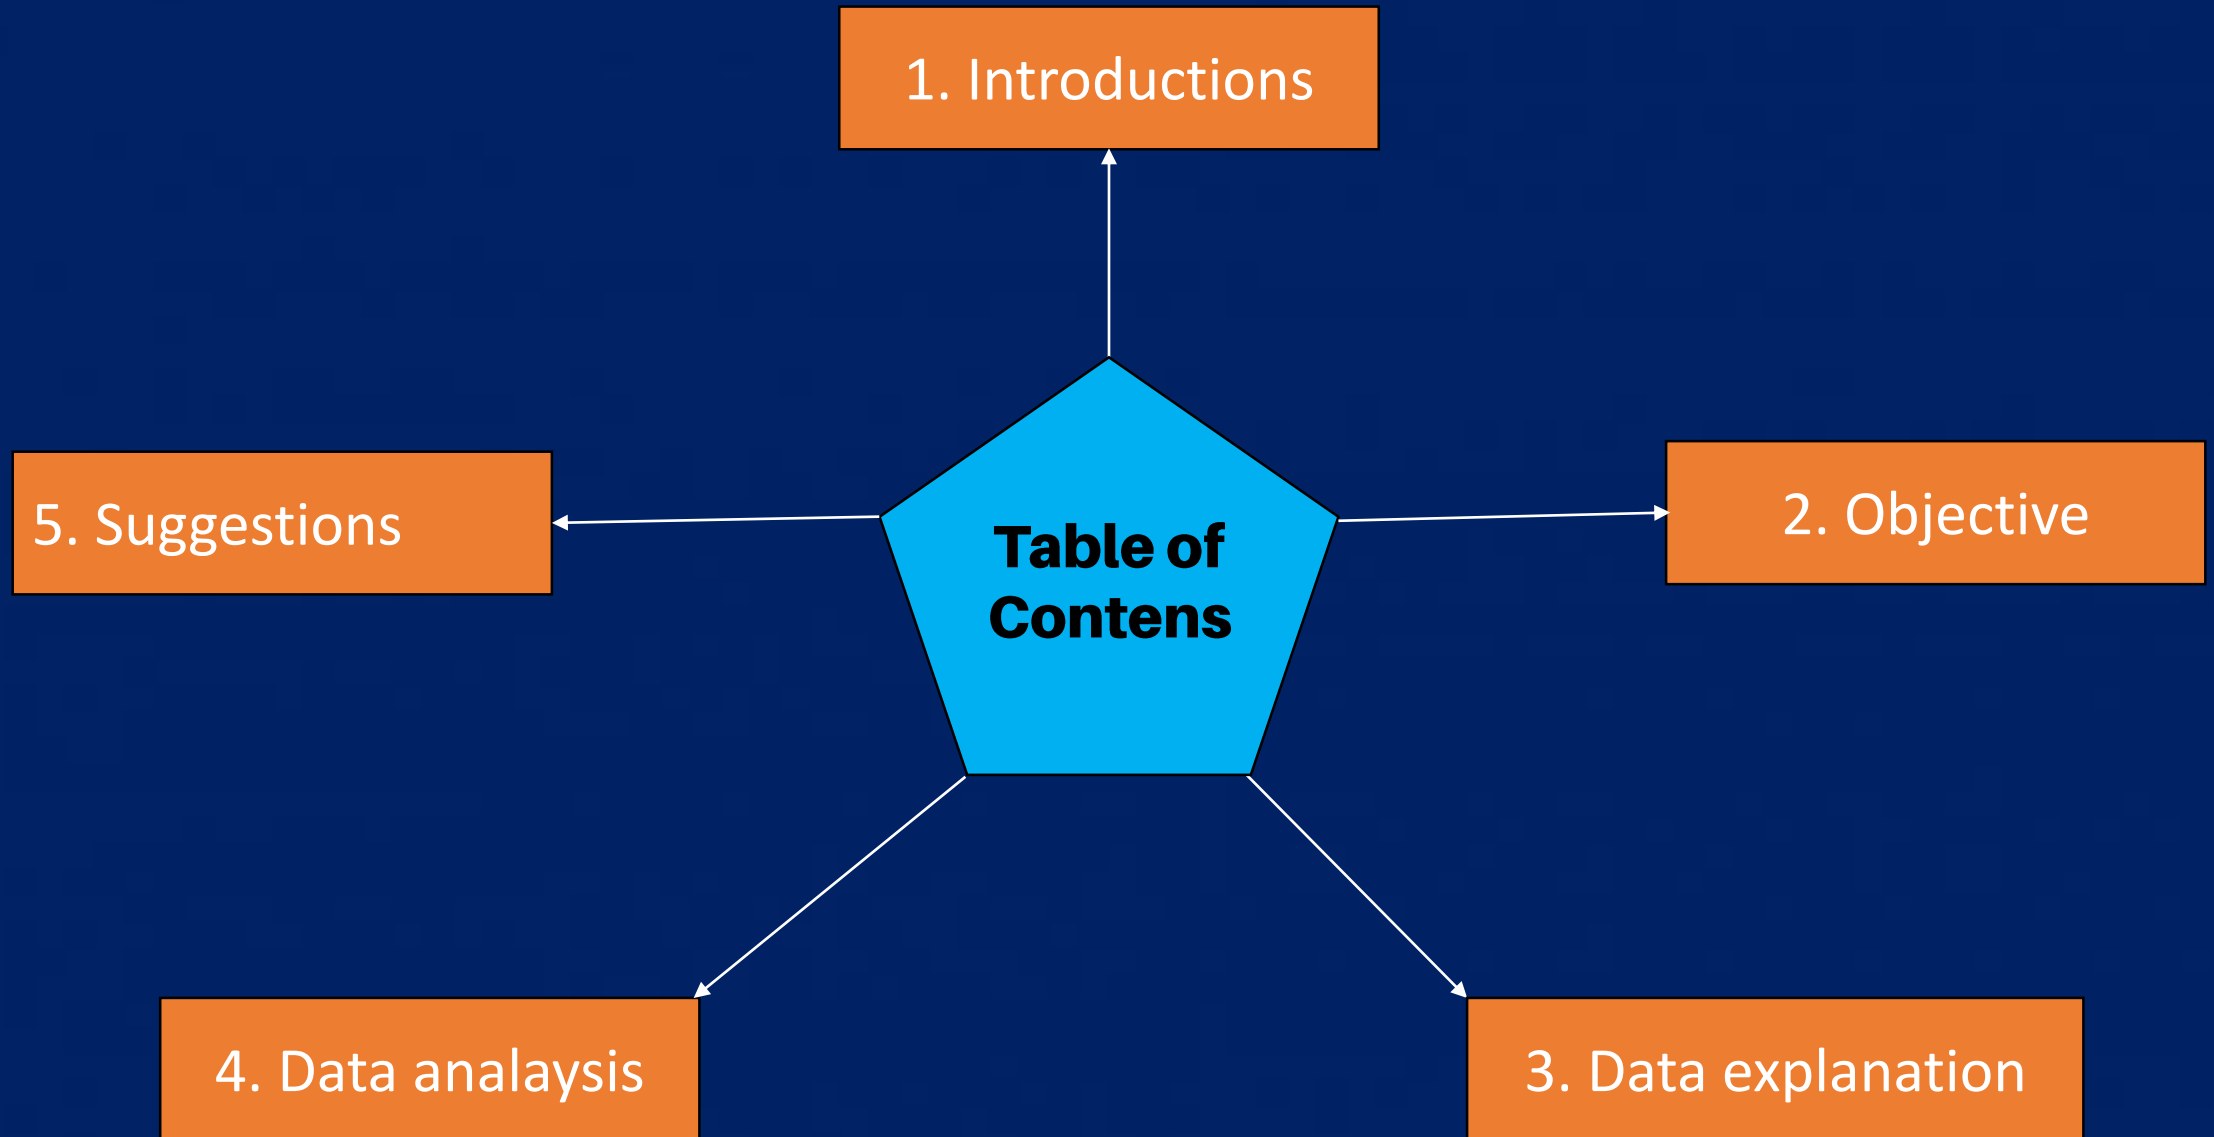 1. Introductions
2. Objective
3. Data explanation
4. Data analaysis
5. Suggestions
Table of
Contens